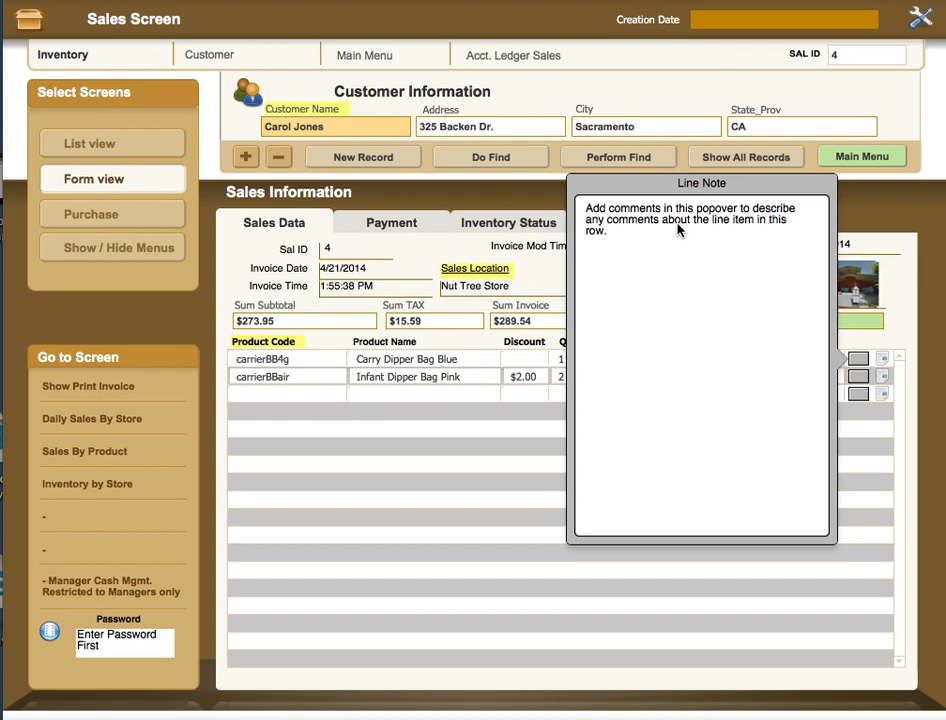 Sales Screen
Creation Date
Inventory
Customer
Main Menu
Acct. Ledger Sales
SAL ID
4
Select Screens
List view
Form view
Purchase
Show / Hide Menus
Customer Information
Customer Name
Address
City
State_Prov
Carol Jones
325 Backen Dr.
Sacramento
CA
New Record
Do Find
Perform Find
Show All Records
Main Menu
Sales Information
Sales Data
Payment
Inventory Status
Sal ID
4
Invoice Mod Tim
14
Invoice Date
4/21/2014
Sales Location
Invoice Time
1:55:38 PM
Nut Tree Store
Sum Subtotal
Sum TAX
Sum Invoice
$273.95
$15.59
$289.54
Product Code
Product Name
Discount
Q
carrierBB4g
Carry Dipper Bag Blue
1
carrierBBair
Infant Dipper Bag Pink
$2.00
2
Line Note
Add comments in this popover to describe
any comments about the line item in this
row.
Go to Screen
Show Print Invoice
Daily Sales By Store
Sales By Product
Inventory by Store
-
-
- Manager Cash Mgmt.
Restricted to Managers only
Password
Enter Password
First